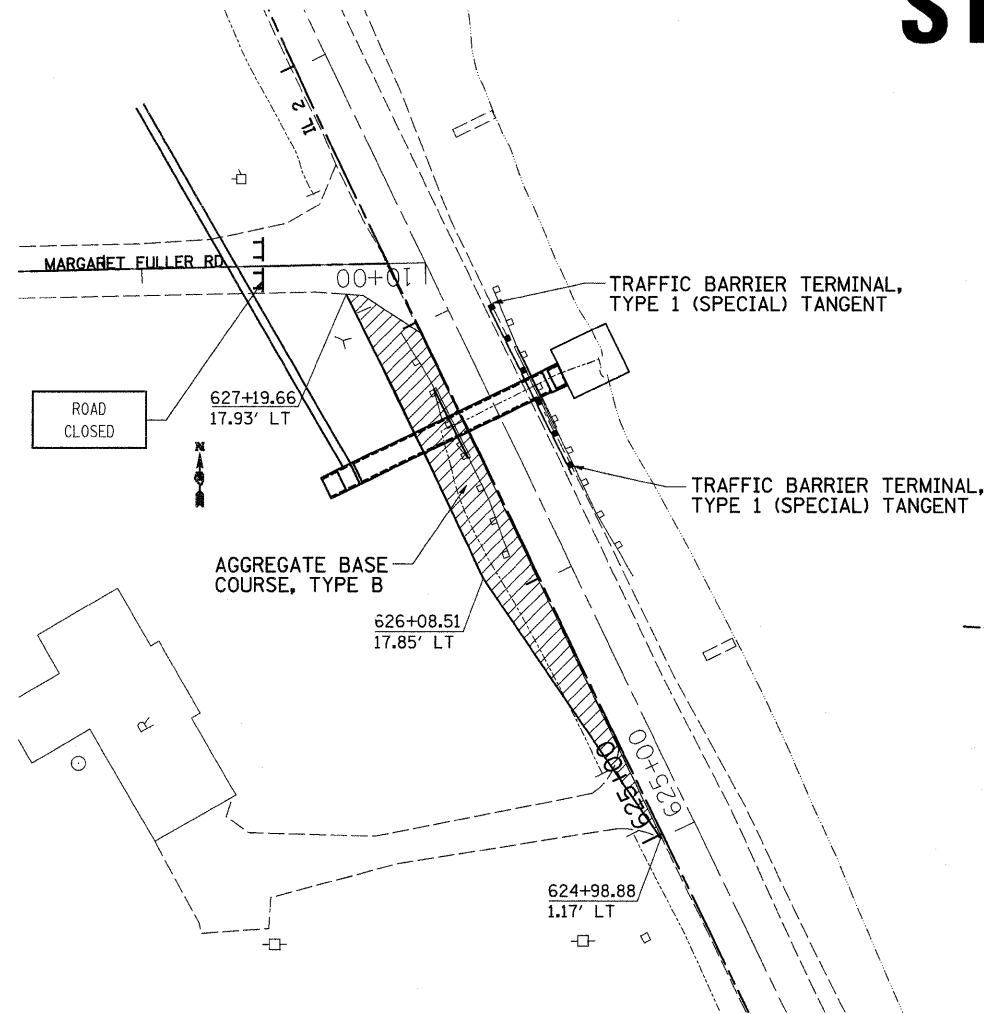 IL 2
MARGARET FULLER RD
10+00
TRAFFIC BARRIER TERMINAL,
TYPE 1 (SPECIAL) TANGENT
ROAD
CLOSED
627+19.66
17.93' LT
N
TRAFFIC BARRIER TERMINAL,
TYPE 1 (SPECIAL) TANGENT
AGGREGATE BASE
COURSE, TYPE B
626+08.51
17.85' LT
R
625+00
625+00
624+98.88
1.17' LT